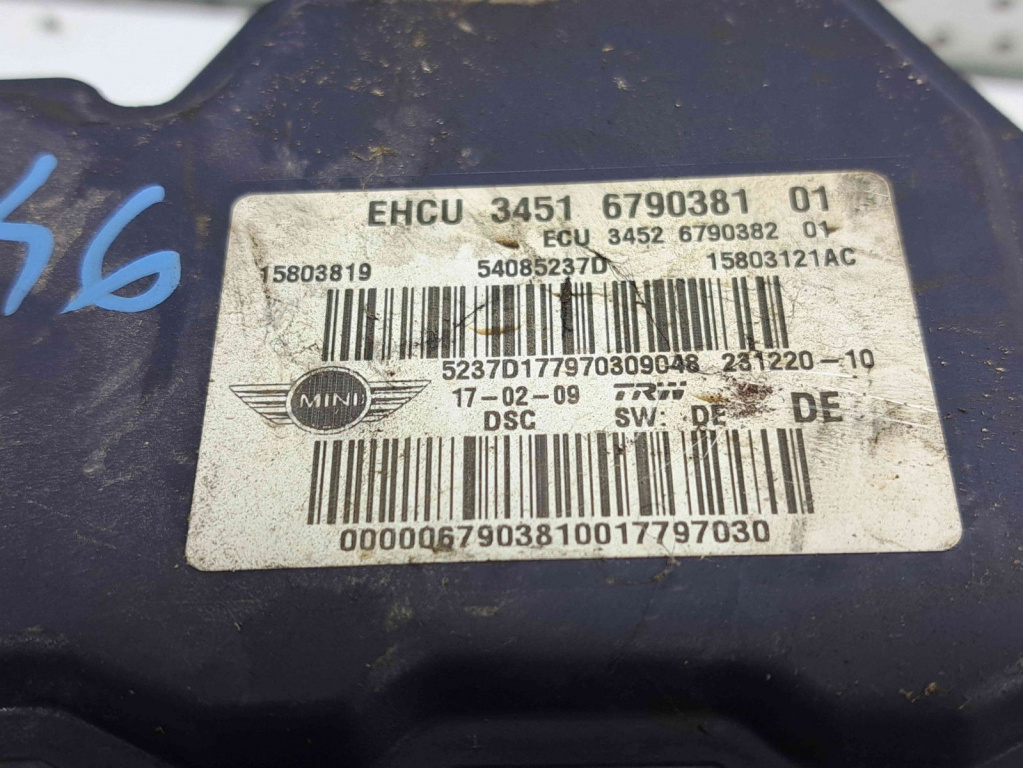 46
EHCU 3451 6790381 01
ECU 3452 6790382 01
15803819 54085237D 15803121AC
5237D177970309048 231220-10
MINI 17-02-09 TRW
DSC SW: DE DE
0000067903810017797030